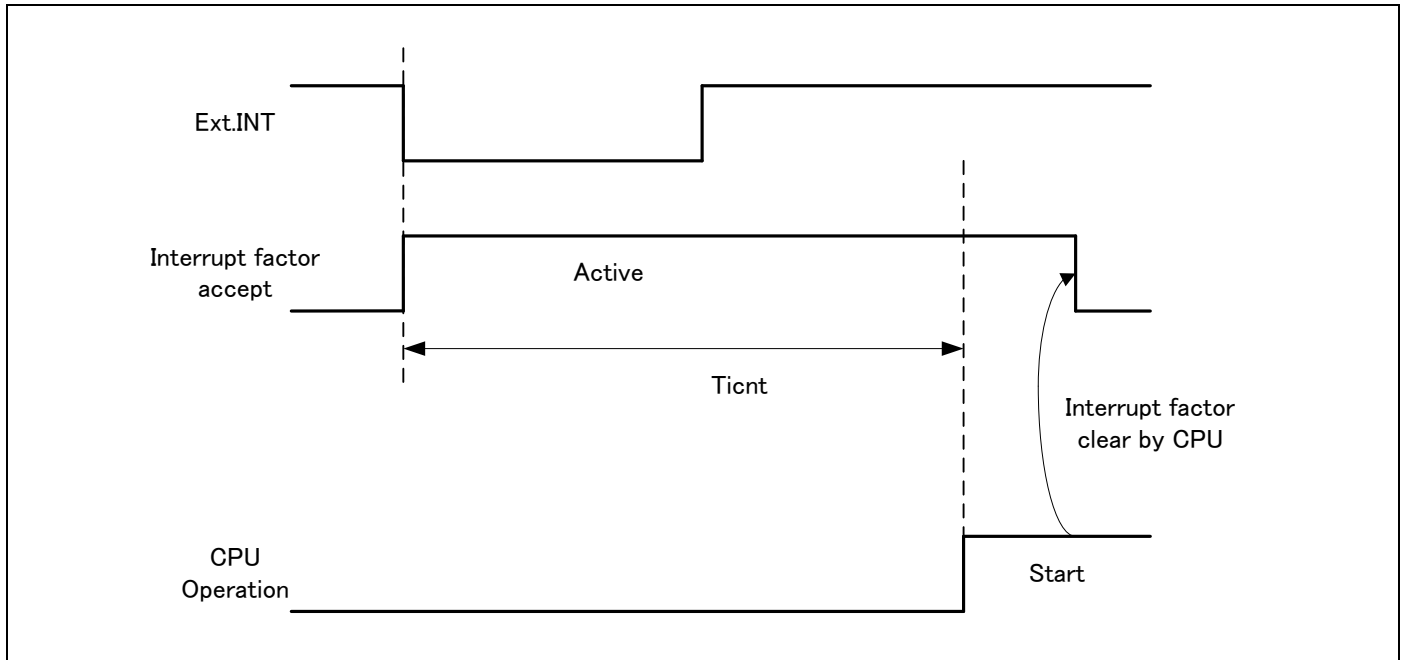 Ext.INT
Interrupt factor
accept
Active
Ticnt
Interrupt factor
clear by CPU
CPU
Operation
Start